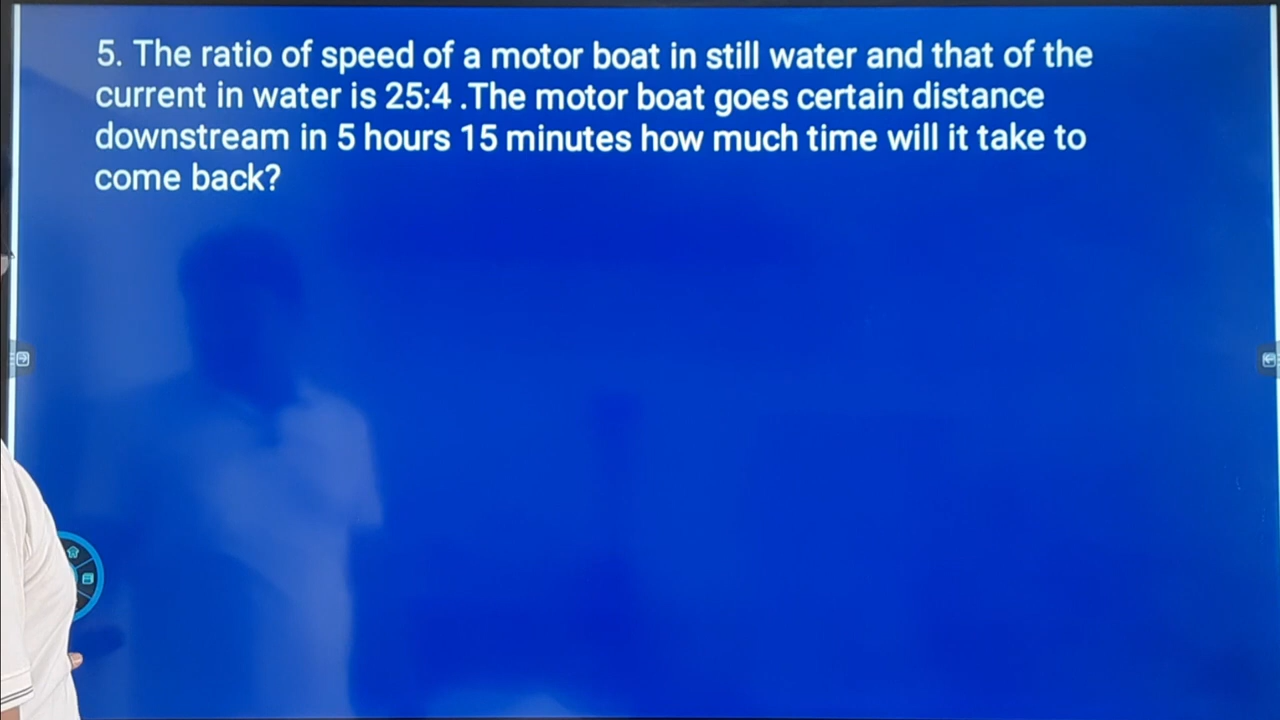 5. The ratio of speed of a motor boat in still water and that of the
current in water is 25:4 .The motor boat goes certain distance
downstream in 5 hours 15 minutes how much time will it take to
come back?